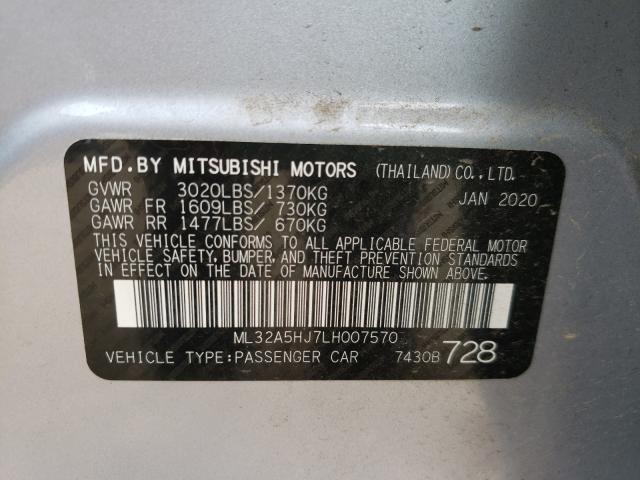 MFD.BY MITSUBISHI MOTORS (THAILAND) CO.,LTD.
GVWR 3020LBS/1370KG JAN 2020
GAWR FR 1609LBS/ 730KG
GAWR RR 1477LBS/ 670KG
THIS VEHICLE CONFORMS TO ALL APPLICABLE FEDERAL MOTOR
VEHICLE SAFETY, BUMPER, AND THEFT PREVENTION STANDARDS
IN EFFECT ON THE DATE OF MANUFACTURE SHOWN ABOVE.
ML32A5HJ7LH007570
VEHICLE TYPE:PASSENGER CAR 7430B 728